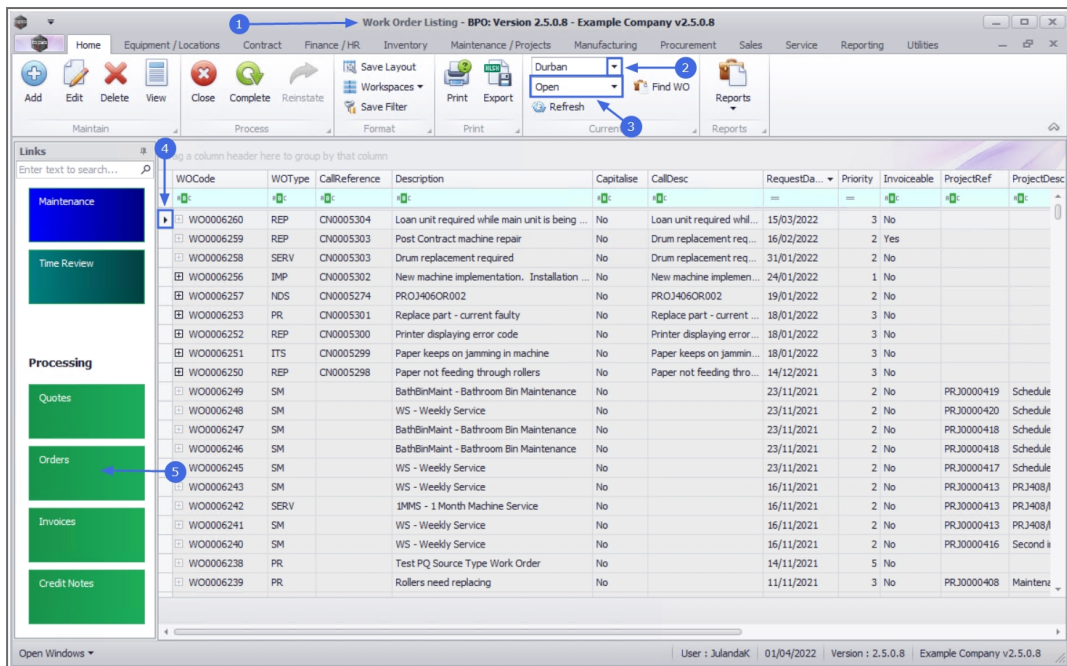 Work Order Listing - BPO: Version 2.5.0.8 - Example Company v2.5.0.8
1
Home Equipment / Locations Contract Finance / HR Inventory Maintenance / Projects Manufacturing Procurement Sales Service Reporting Utilities
Add Edit Delete View Close Complete Reinstate Save Layout Workspaces Save Filter Print Export Durban Open Refresh Find WO Reports
2
3
Maintain Process Format Print Current Reports
Links
4
a column header here to group by that column
Enter text to search...
WOCode WOType CallReference Description Capitalise CallDesc RequestDa... Priority Invoiceable ProjectRef ProjectDesc
WO0006260 REP CN0005304 Loan unit required while main unit is being ... No Loan unit required whil... 15/03/2022 3 No
WO0006259 REP CN0005303 Post Contract machine repair No Drum replacement req... 16/02/2022 2 Yes
WO0006258 SERV CN0005303 Drum replacement required No Drum replacement req... 31/01/2022 2 No
WO0006256 IMP CN0005302 New machine implementation. Installation ... No New machine implemen... 24/01/2022 1 No
WO0006257 NDS CN0005274 PROJ406OR002 No PROJ406OR002 19/01/2022 2 No
WO0006253 PR CN0005301 Replace part - current faulty No Replace part - current ... 18/01/2022 3 No
WO0006252 REP CN0005300 Printer displaying error code No Printer displaying error... 18/01/2022 3 No
WO0006251 ITS CN0005299 Paper keeps on jamming in machine No Paper keeps on jammin... 18/01/2022 3 No
WO0006250 REP CN0005298 Paper not feeding through rollers No Paper not feeding thro... 14/12/2021 3 No
WO0006249 SM BathBinMaint - Bathroom Bin Maintenance No 23/11/2021 2 No PRJ0000419 Schedule
WO0006248 SM WS - Weekly Service No 23/11/2021 2 No PRJ0000420 Schedule
WO0006247 SM BathBinMaint - Bathroom Bin Maintenance No 23/11/2021 2 No PRJ0000418 Schedule
WO0006246 SM BathBinMaint - Bathroom Bin Maintenance No 23/11/2021 2 No PRJ0000418 Schedule
WO0006245 SM WS - Weekly Service No 23/11/2021 2 No PRJ0000417 Schedule
WO0006243 SM WS - Weekly Service No 16/11/2021 2 No PRJ0000413 PRJ408/
WO0006242 SERV 1MMS - 1 Month Machine Service No 16/11/2021 2 No PRJ0000413 PRJ408/
WO0006241 SM WS - Weekly Service No 16/11/2021 2 No PRJ0000413 PRJ408/
WO0006240 SM WS - Weekly Service No 16/11/2021 2 No PRJ0000416 Second
WO0006238 PR Test PQ Source Type Work Order No 14/11/2021 5 No
WO0006239 PR Rollers need replacing No 11/11/2021 3 No PRJ0000408 Maintena
Maintenance
Time Review
Processing
Quotes
Orders
5
Invoices
Credit Notes
Open Windows User : JulandaK 01/04/2022 Version : 2.5.0.8 Example Company v2.5.0.8